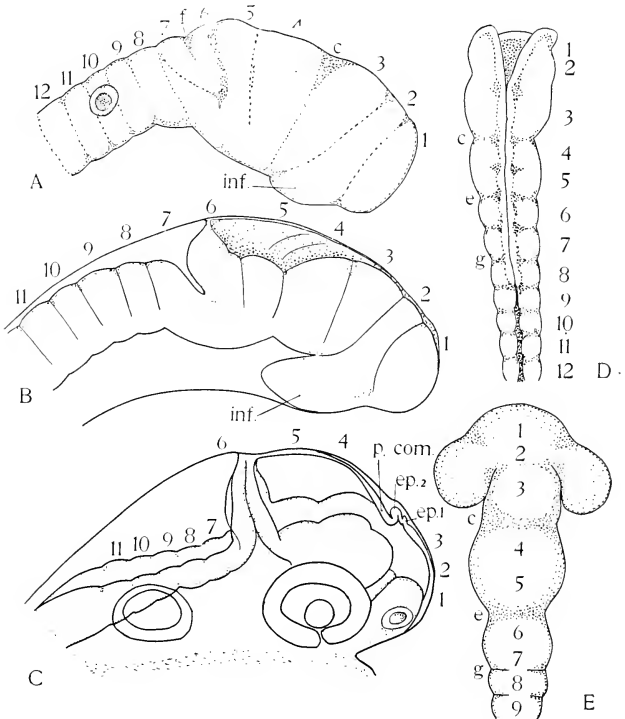 12 11 10 9 8 7 f 6 5 4 c 3 2 1
inf.
A
11 10 9 8 7 6 5 4 3 2 1
inf.
B
6 5 4 p. com. ep.2 ep.1 3 2 1
11 10 9 8 7
C
1
2
3
c
4
5
e
6
7
g
8
9
10
11
12
D
1
2
3
c
4
5
e
6
7
g
8
9
E